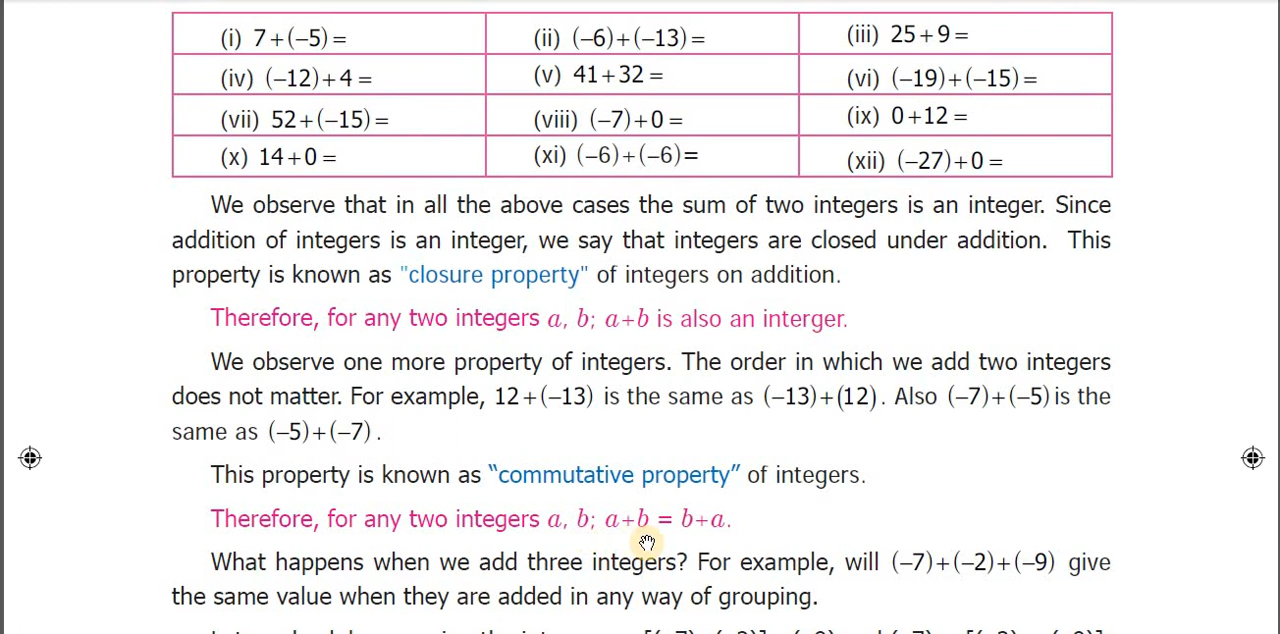 (i) 7+(–5)= (ii) (–6)+(–13)= (iii) 25+9=
(iv) (–12)+4= (v) 41+32= (vi) (–19)+(–15)=
(vii) 52+(–15)= (viii) (–7)+0= (ix) 0+12=
(x) 14+0= (xi) (–6)+(–6)= (xii) (–27)+0=
We observe that in all the above cases the sum of two integers is an integer. Since
addition of integers is an integer, we say that integers are closed under addition. This
property is known as "closure property" of integers on addition.
Therefore, for any two integers a, b; a+b is also an interger.
We observe one more property of integers. The order in which we add two integers
does not matter. For example, 12+(–13) is the same as (–13)+(12). Also (–7)+(–5) is the
same as (–5)+(–7).
This property is known as “commutative property” of integers.
Therefore, for any two integers a, b; a+b = b+a.
What happens when we add three integers? For example, will (–7)+(–2)+(–9) give
the same value when they are added in any way of grouping.